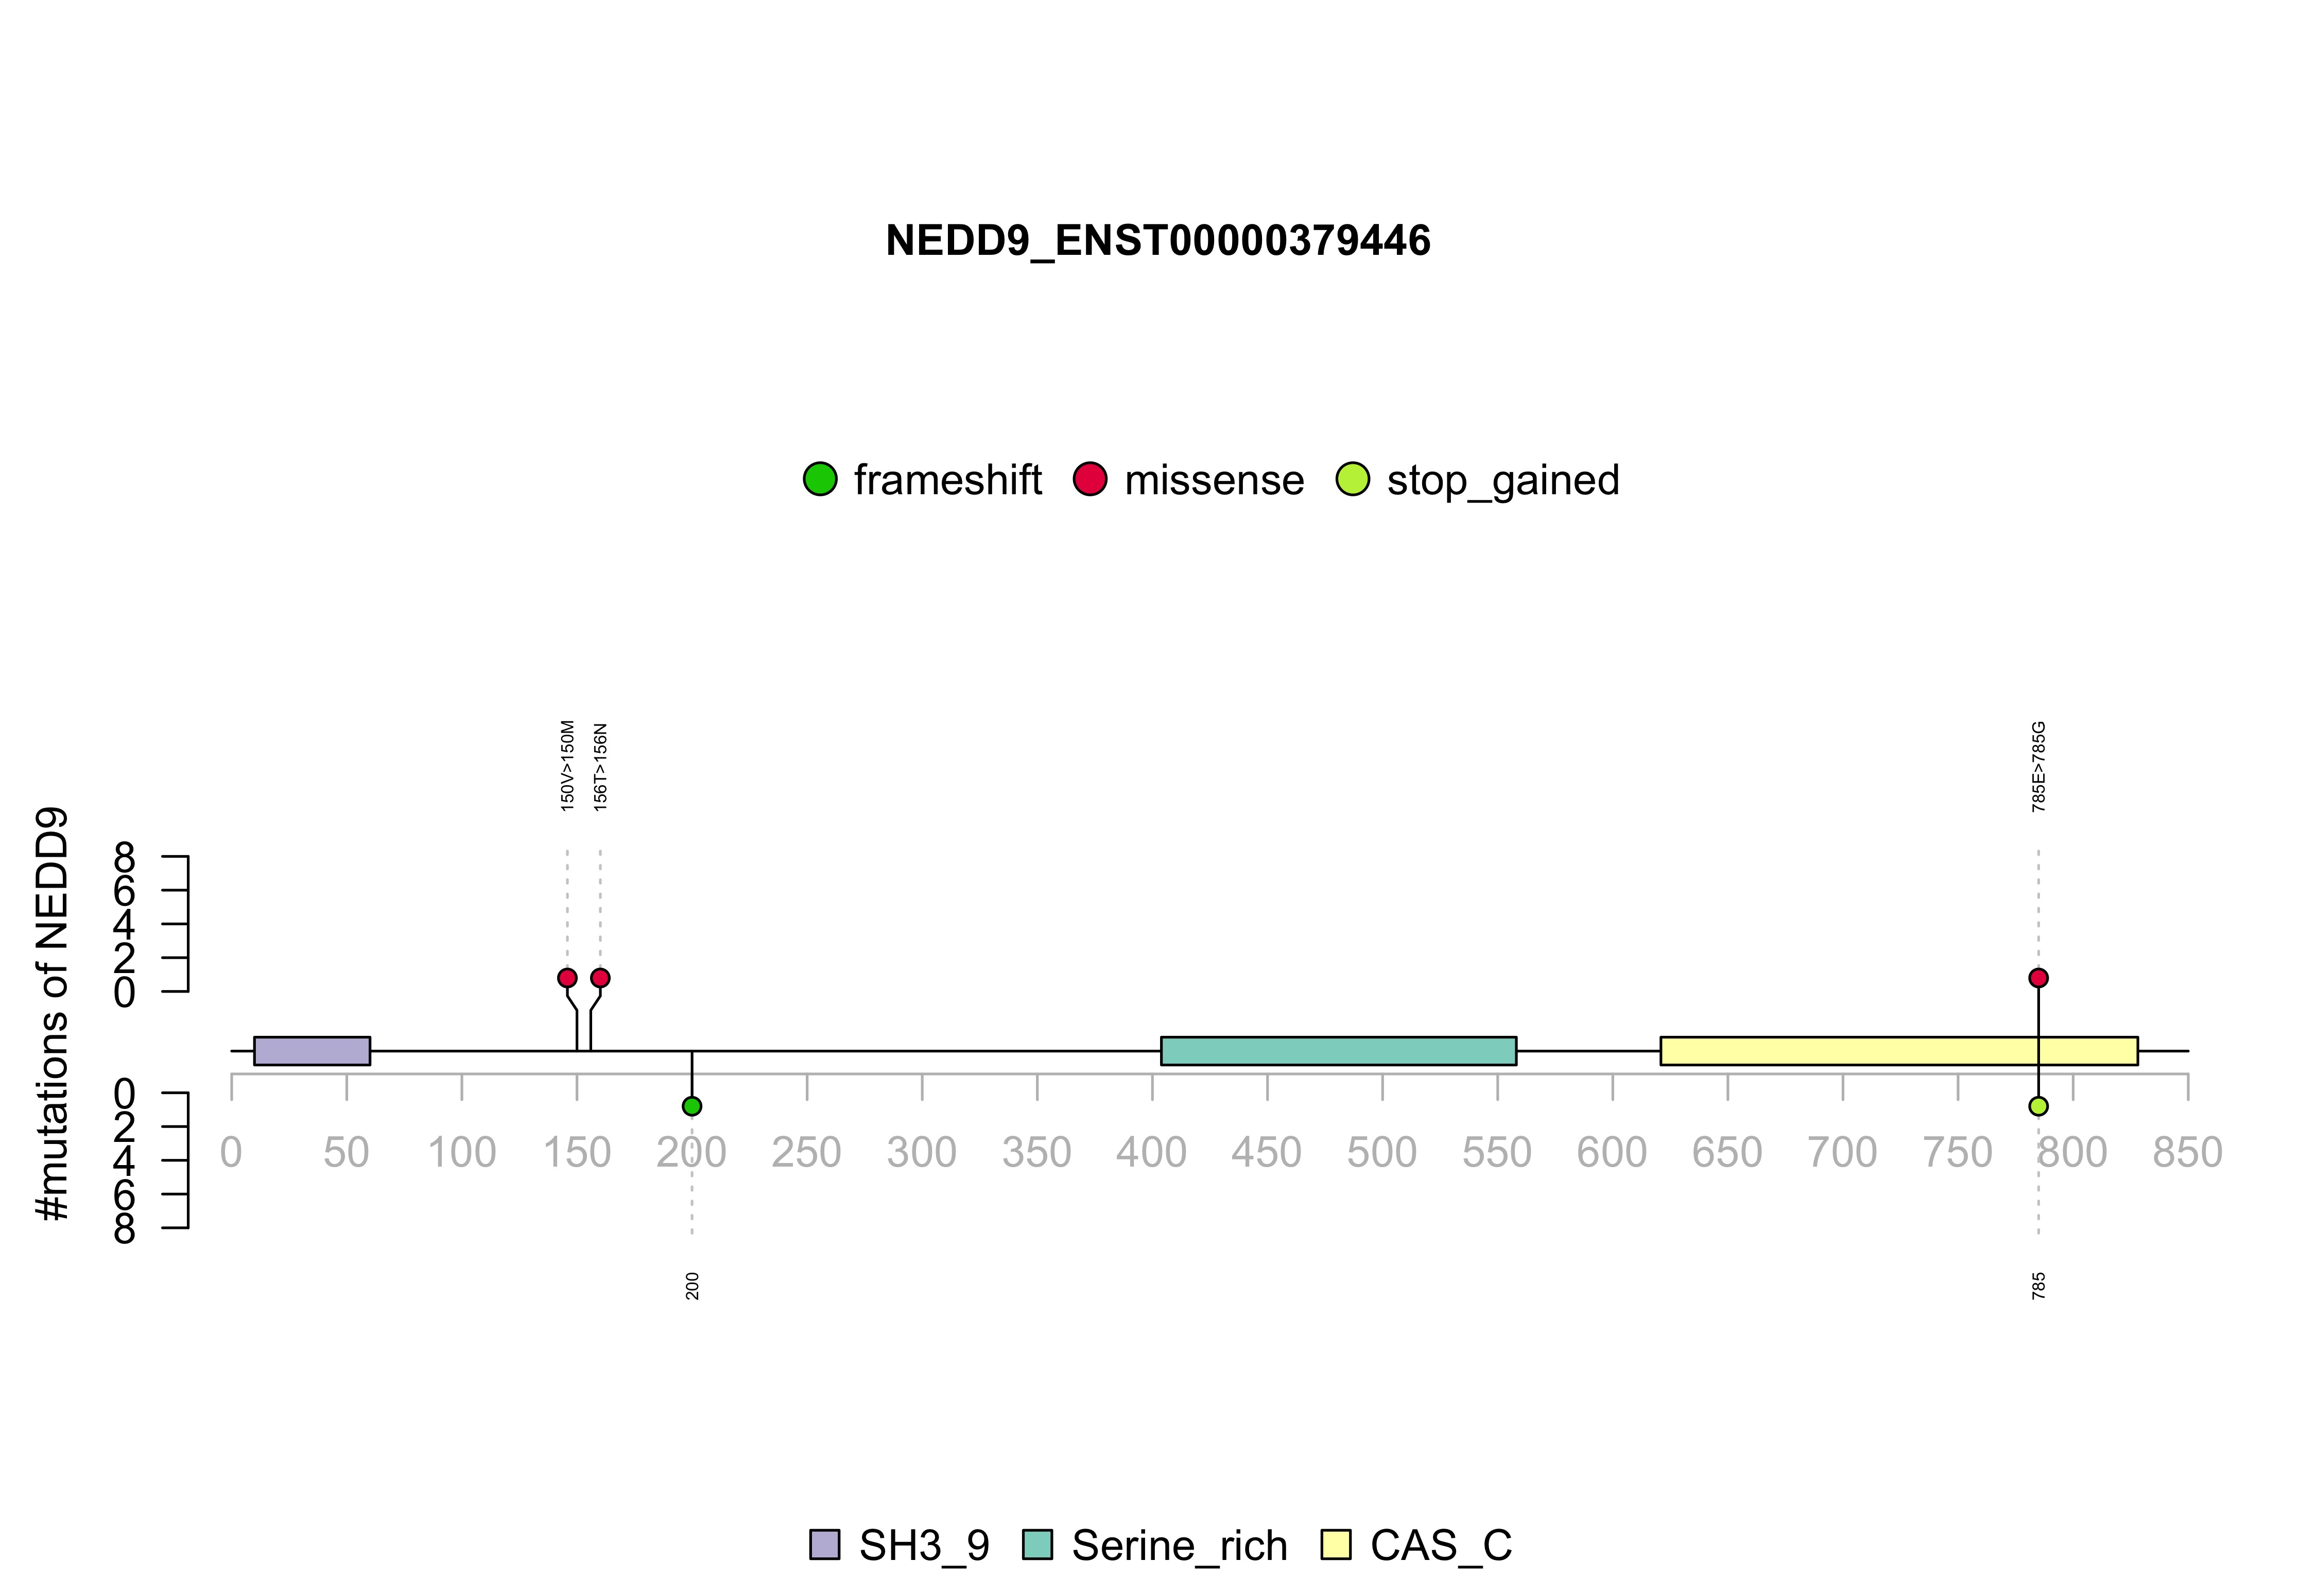 NEDD9_ENST00000379446
frameshift missense stop_gained
150V>150M
156T>156N
785E>785G
#mutations of NEDD9
8
6
4
2
0
0
2
4
6
8
0 50 100 150 200 250 300 350 400 450 500 550 600 650 700 750 800 850
200
785
SH3_9 Serine_rich CAS_C